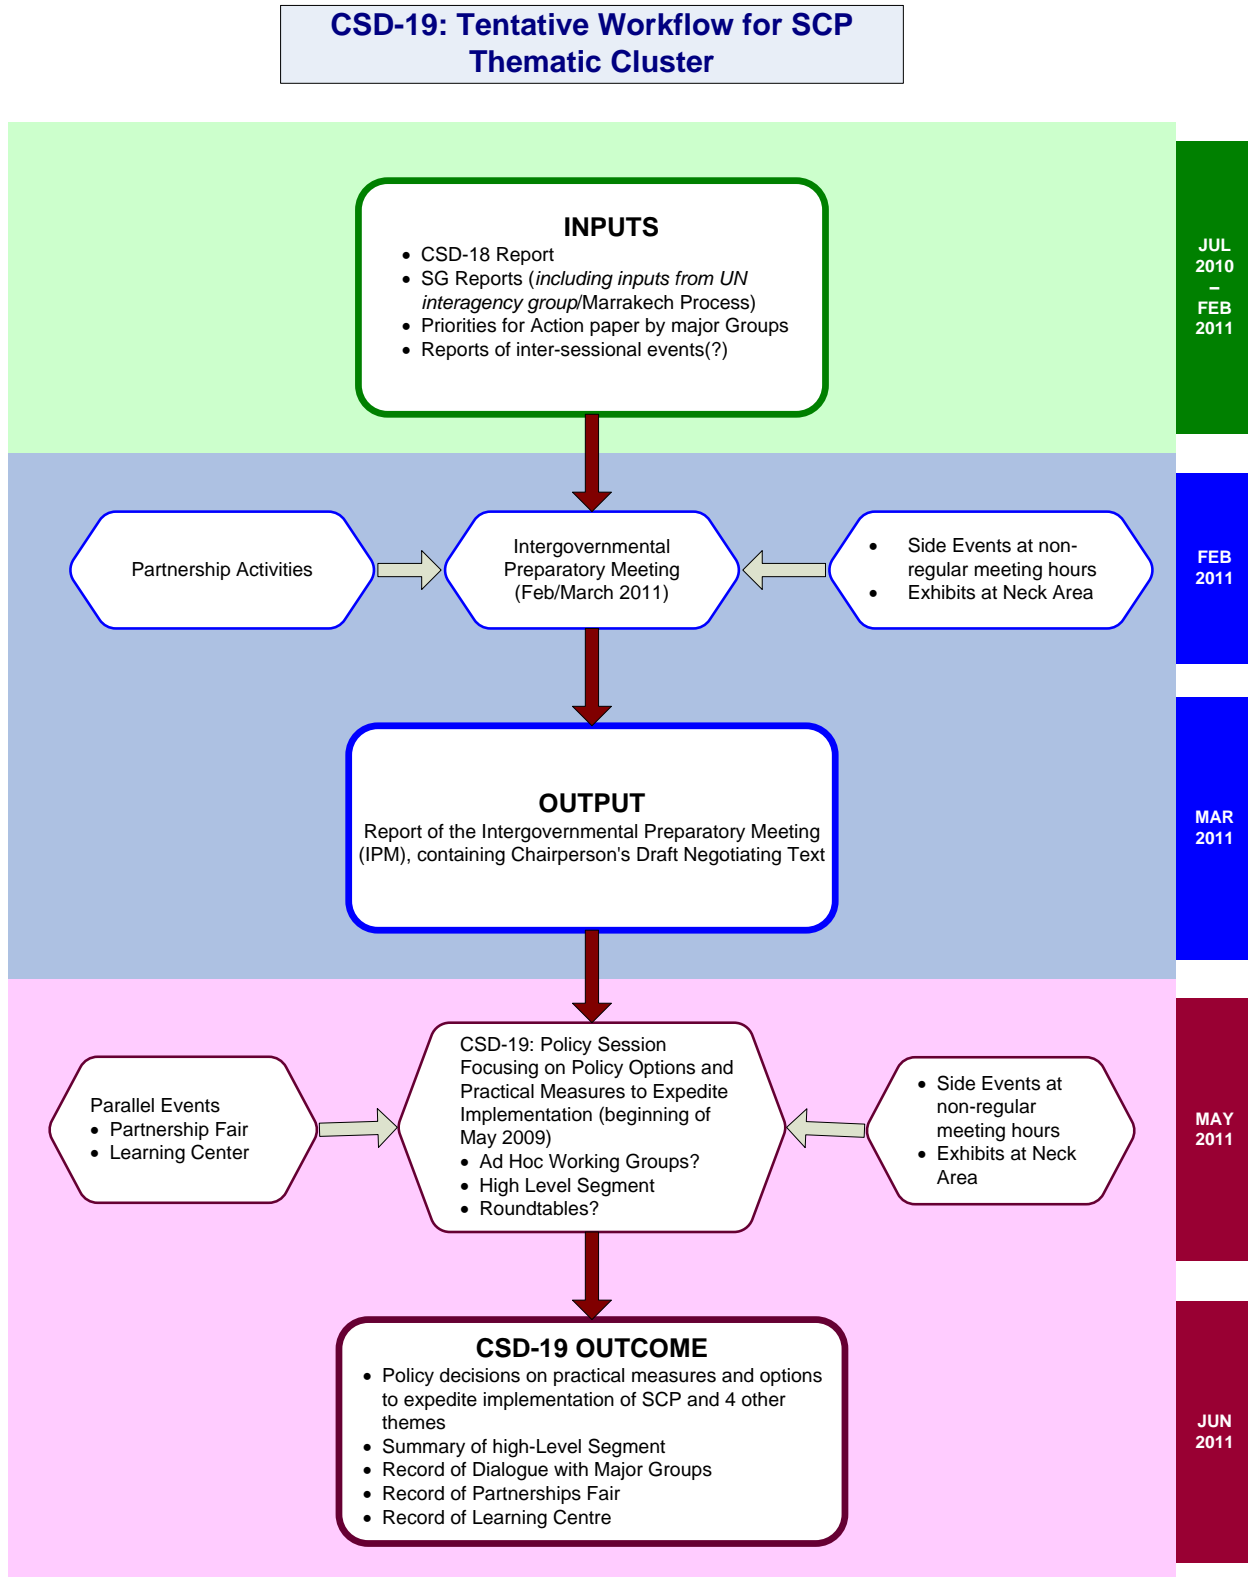 CSD-19: Tentative Workflow for SCP
Thematic Cluster
INPUTS
• CSD-18 Report
• SG Reports (including inputs from UN
interagency group/Marrakech Process)
• Priorities for Action paper by major Groups
• Reports of inter-sessional events(?)
JUL
2010
–
FEB
2011
Partnership Activities
Intergovernmental
Preparatory Meeting
(Feb/March 2011)
• Side Events at non-
regular meeting hours
• Exhibits at Neck Area
FEB
2011
OUTPUT
Report of the Intergovernmental Preparatory Meeting
(IPM), containing Chairperson's Draft Negotiating Text
MAR
2011
Parallel Events
• Partnership Fair
• Learning Center
CSD-19: Policy Session
Focusing on Policy Options and
Practical Measures to Expedite
Implementation (beginning of
May 2009)
• Ad Hoc Working Groups?
• High Level Segment
• Roundtables?
• Side Events at
non-regular
meeting hours
• Exhibits at Neck
Area
MAY
2011
CSD-19 OUTCOME
• Policy decisions on practical measures and options
to expedite implementation of SCP and 4 other
themes
• Summary of high-Level Segment
• Record of Dialogue with Major Groups
• Record of Partnerships Fair
• Record of Learning Centre
JUN
2011